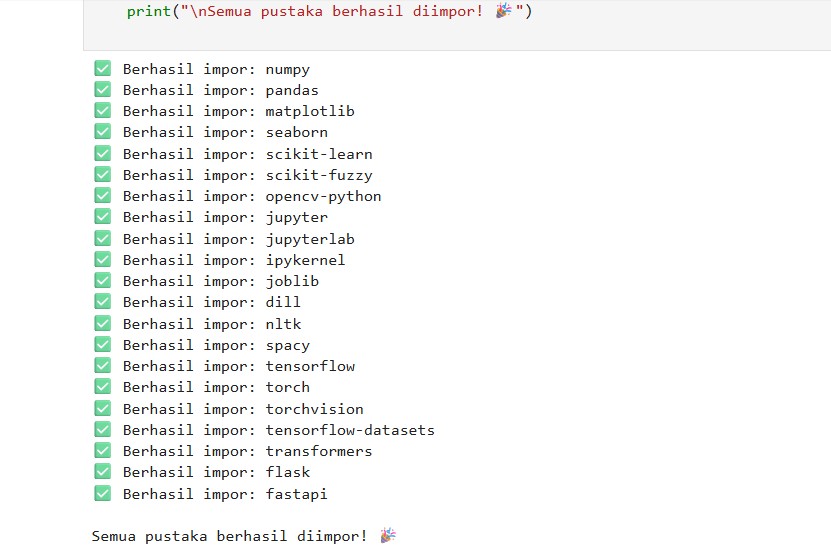 print("\nSemua pustaka berhasil diimpor! 🎉")
✅ Berhasil impor: numpy
✅ Berhasil impor: pandas
✅ Berhasil impor: matplotlib
✅ Berhasil impor: seaborn
✅ Berhasil impor: scikit-learn
✅ Berhasil impor: scikit-fuzzy
✅ Berhasil impor: opencv-python
✅ Berhasil impor: jupyter
✅ Berhasil impor: jupyterlab
✅ Berhasil impor: ipykernel
✅ Berhasil impor: joblib
✅ Berhasil impor: dill
✅ Berhasil impor: nltk
✅ Berhasil impor: spacy
✅ Berhasil impor: tensorflow
✅ Berhasil impor: torch
✅ Berhasil impor: torchvision
✅ Berhasil impor: tensorflow-datasets
✅ Berhasil impor: transformers
✅ Berhasil impor: flask
✅ Berhasil impor: fastapi
Semua pustaka berhasil diimpor! 🎉